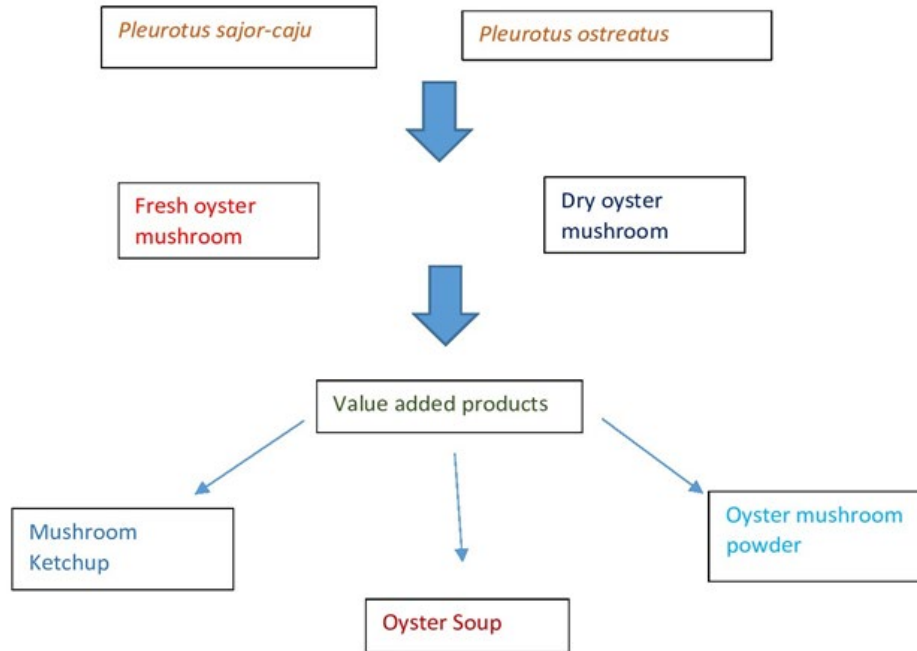 Pleurotus sajor-caju
Pleurotus ostreatus
Fresh oyster
mushroom
Dry oyster
mushroom
Value added products
Mushroom
Ketchup
Oyster Soup
Oyster mushroom
powder